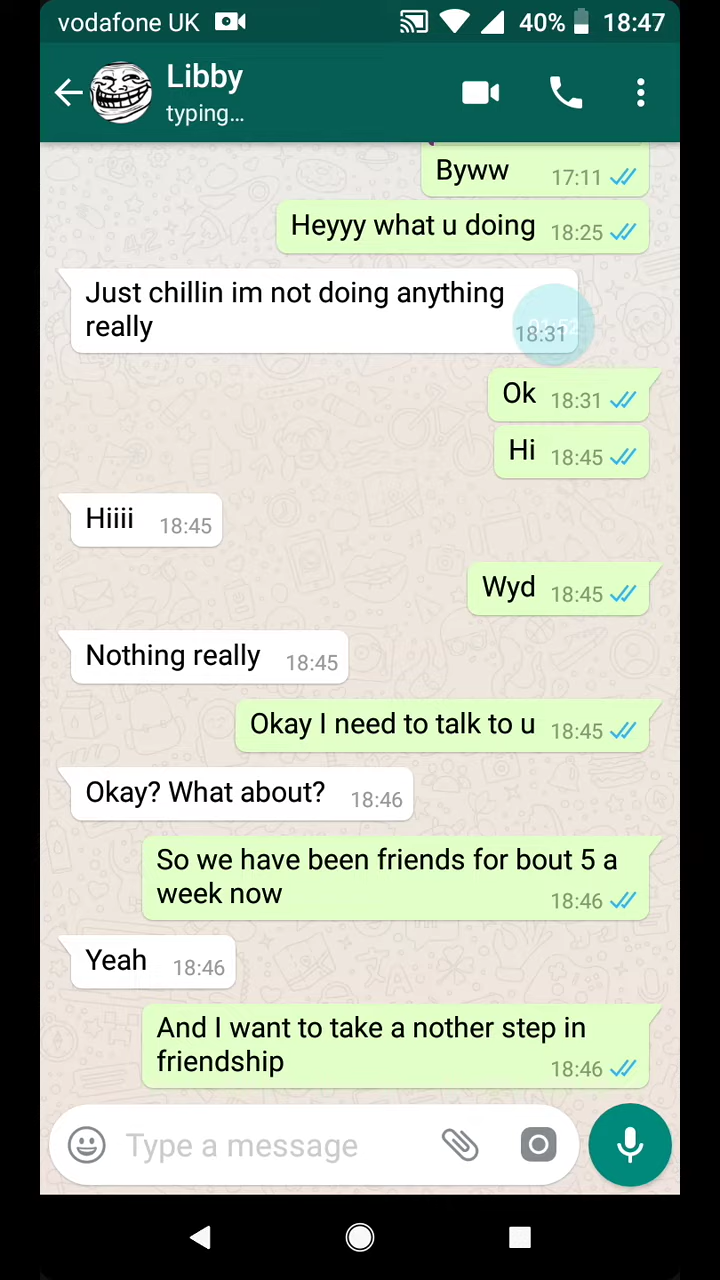 vodafone UK 40% 18:47
Libby
typing...
Byww 17:11
Heyyy what u doing 18:25
Just chillin im not doing anything
really 18:31
Ok 18:31
Hi 18:45
Hiiii 18:45
Wyd 18:45
Nothing really 18:45
Okay I need to talk to u 18:45
Okay? What about? 18:46
So we have been friends for bout 5 a
week now 18:46
Yeah 18:46
And I want to take a nother step in
friendship 18:46
Type a message